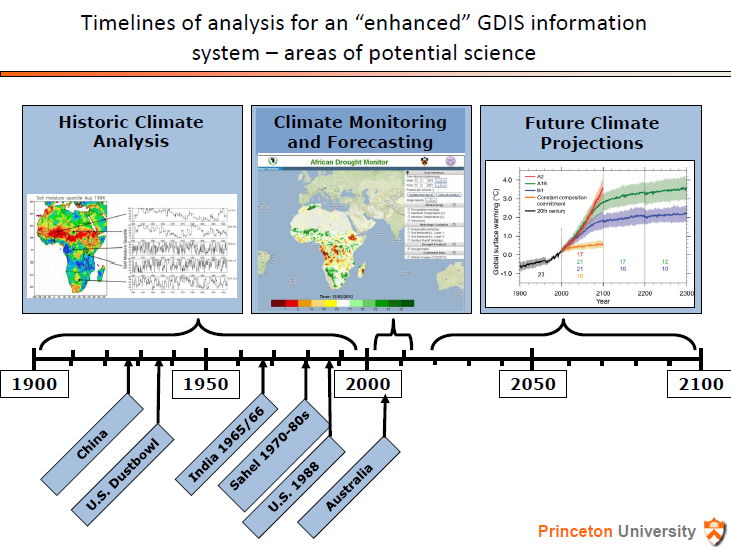 Timelines of analysis for an “enhanced” GDIS information
system – areas of potential science
Historic Climate
Analysis
Soil moisture quantile Aug 1984
Climate Monitoring
and Forecasting
African Drought Monitor
Time : 12/02/2012
Future Climate
Projections
A2
A1B
B1
Constant composition
commitment
20th century
Global surface warming (°C)
4.0
3.0
2.0
1.0
0.0
-1.0
17
21 17 12
23 21 16 10
16
1900 2000 2100 2200 2300
Year
1900
1950
2000
2050
2100
China
U.S. Dustbowl
India 1965/66
Sahel 1970-80s
U.S. 1988
Australia
Princeton University